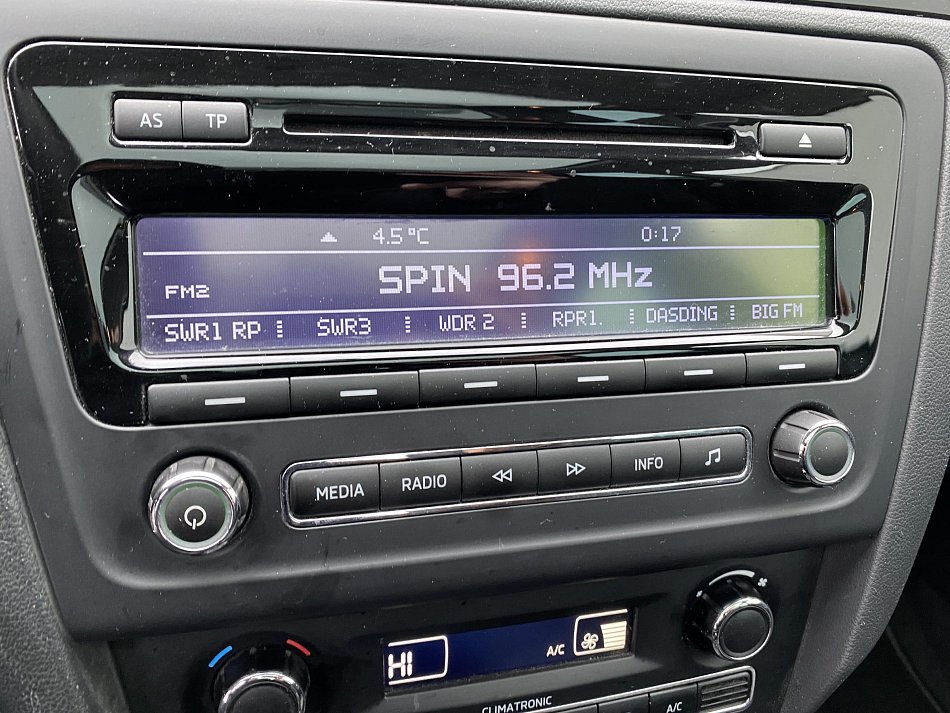 AS TP
4.5°C 0:17
SPIN 96.2 MHz
FM2
SWR1 RP SWR3 WDR 2 RPR1. DASDING BIG FM
MEDIA RADIO INFO
HI A/C
CLIMATRONIC
A/C